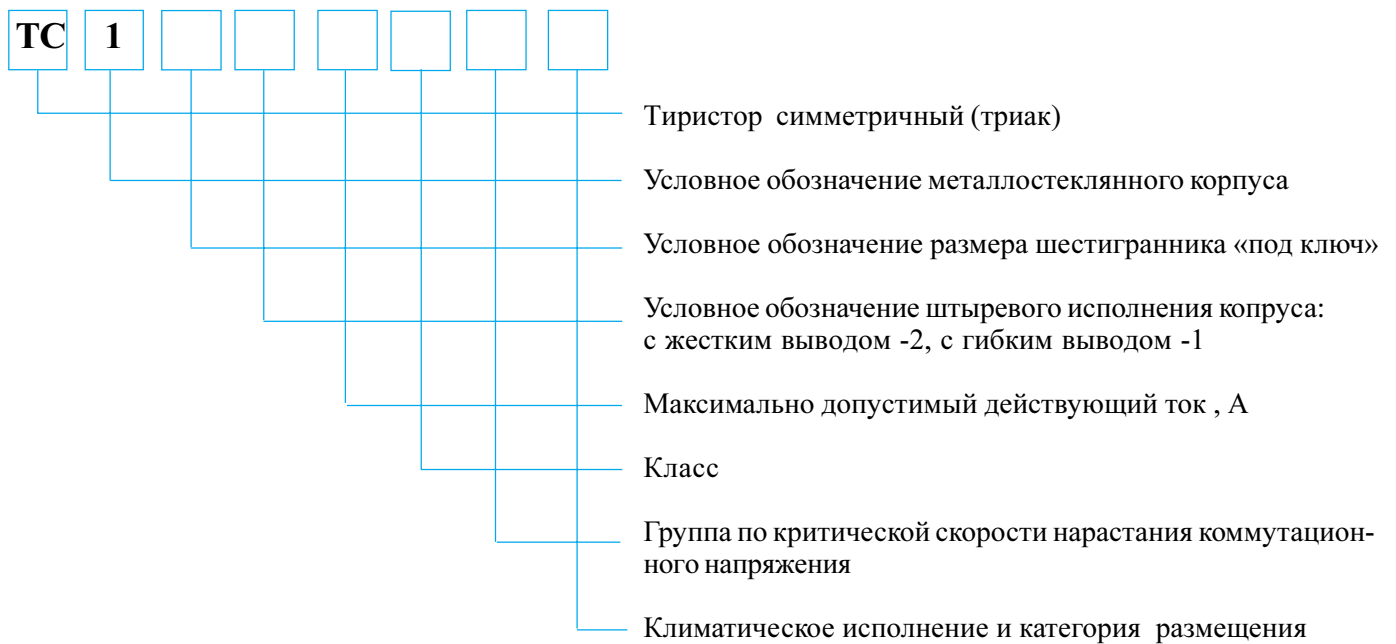 ТС 1
Тиристор симметричный (триак)
Условное обозначение металлостеклянного корпуса
Условное обозначение размера шестигранника «под ключ»
Условное обозначение штыревого исполнения копруса:
с жестким выводом -2, с гибким выводом -1
Максимально допустимый действующий ток , А
Класс
Группа по критической скорости нарастания коммутацион-
ного напряжения
Климатическое исполнение и категория размещения